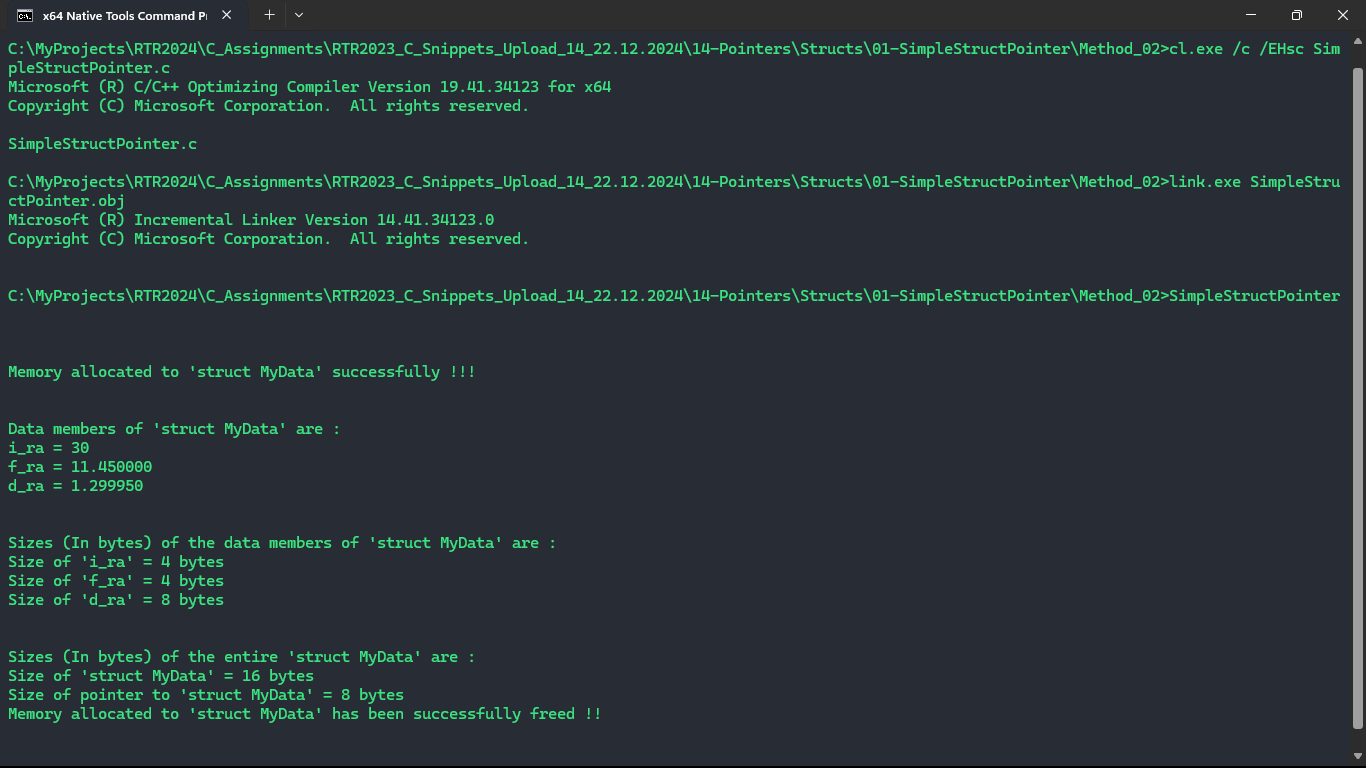 x64 Native Tools Command Pr
C:\MyProjects\RTR2024\C_Assignments\RTR2023_C_Snippets_Upload_14_22.12.2024\14-Pointers\Structs\01-SimpleStructPointer\Method_02>cl.exe /c /EHsc Sim
pleStructPointer.c
Microsoft (R) C/C++ Optimizing Compiler Version 19.41.34123 for x64
Copyright (C) Microsoft Corporation.  All rights reserved.
SimpleStructPointer.c
C:\MyProjects\RTR2024\C_Assignments\RTR2023_C_Snippets_Upload_14_22.12.2024\14-Pointers\Structs\01-SimpleStructPointer\Method_02>link.exe SimpleStru
ctPointer.obj
Microsoft (R) Incremental Linker Version 14.41.34123.0
Copyright (C) Microsoft Corporation.  All rights reserved.
C:\MyProjects\RTR2024\C_Assignments\RTR2023_C_Snippets_Upload_14_22.12.2024\14-Pointers\Structs\01-SimpleStructPointer\Method_02>SimpleStructPointer
Memory allocated to 'struct MyData' successfully !!!
Data members of 'struct MyData' are :
i_ra = 30
f_ra = 11.450000
d_ra = 1.299950
Sizes (In bytes) of the data members of 'struct MyData' are :
Size of 'i_ra' = 4 bytes
Size of 'f_ra' = 4 bytes
Size of 'd_ra' = 8 bytes
Sizes (In bytes) of the entire 'struct MyData' are :
Size of 'struct MyData' = 16 bytes
Size of pointer to 'struct MyData' = 8 bytes
Memory allocated to 'struct MyData' has been successfully freed !!